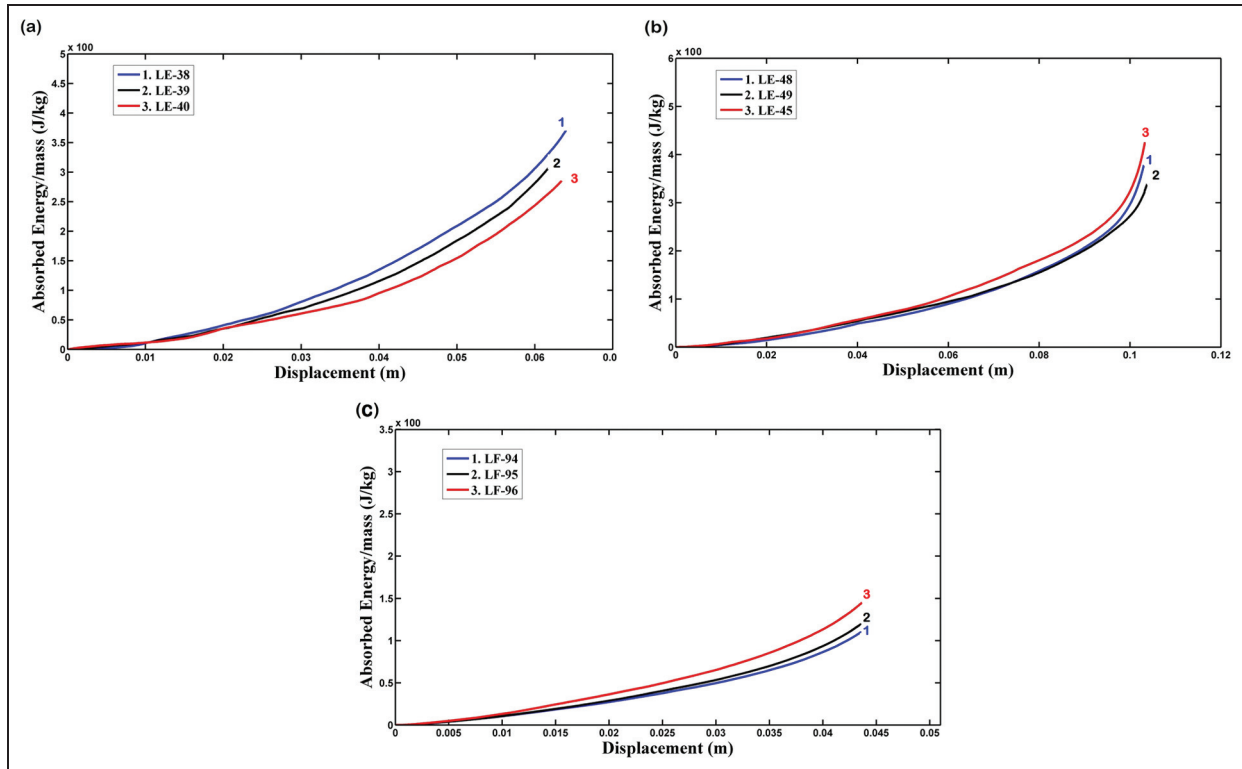 (a)
x 100
5
4.5
4
3.5
3
2.5
2
1.5
1
0.5
0
Absorbed Energy/mass (J/kg)
1. LE-38
2. LE-39
3. LE-40
1
2
3
0 0.01 0.02 0.03 0.04 0.05 0.06 0.0
Displacement (m)
(b)
x 100
6
5
4
3
2
1
0
Absorbed Energy/mass (J/kg)
1. LE-48
2. LE-49
3. LE-45
3
1
2
0.02 0.04 0.06 0.08 0.1 0.12
Displacement (m)
(c)
x 100
3.5
3
2.5
2
1.5
1
0.5
0
Absorbed Energy/mass (J/kg)
1. LF-94
2. LF-95
3. LF-96
3
2
1
0 0.005 0.01 0.015 0.02 0.025 0.03 0.035 0.04 0.045 0.05
Displacement (m)